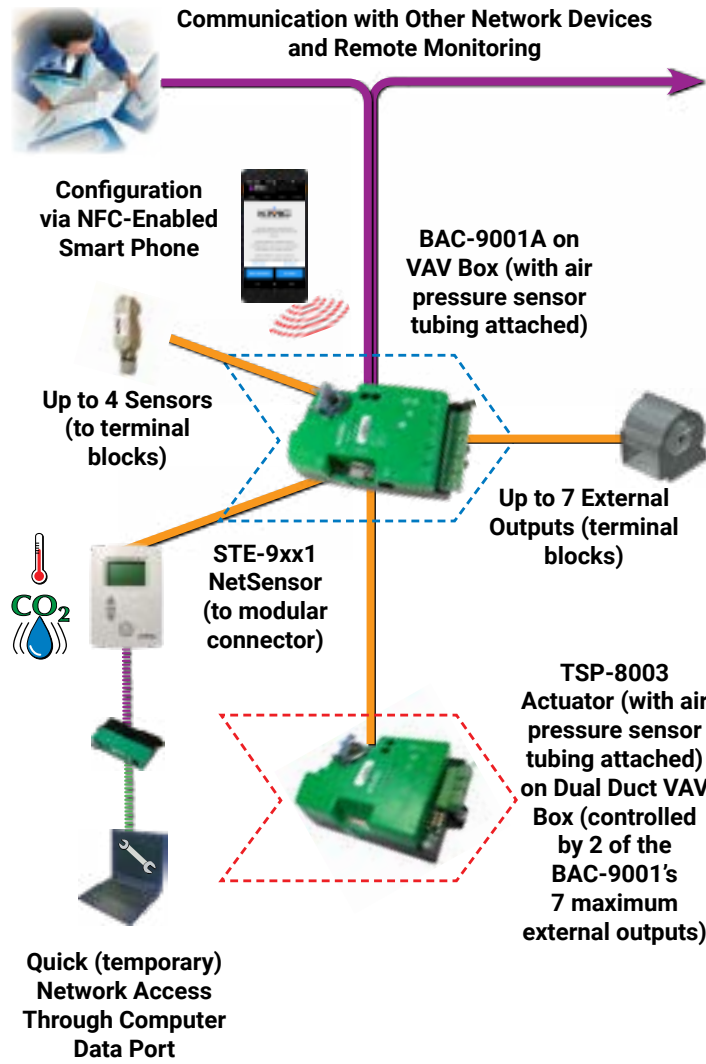 Communication with Other Network Devices
and Remote Monitoring
Configuration
via NFC-Enabled
Smart Phone
BAC-9001A on
VAV Box (with air
pressure sensor
tubing attached)
Up to 4 Sensors
(to terminal
blocks)
Up to 7 External
Outputs (terminal
blocks)
STE-9xx1
NetSensor
(to modular
connector)
CO2
TSP-8003
Actuator (with air
pressure sensor
tubing attached)
on Dual Duct VAV
Box (controlled
by 2 of the
BAC-9001's
7 maximum
external outputs)
Quick (temporary)
Network Access
Through Computer
Data Port